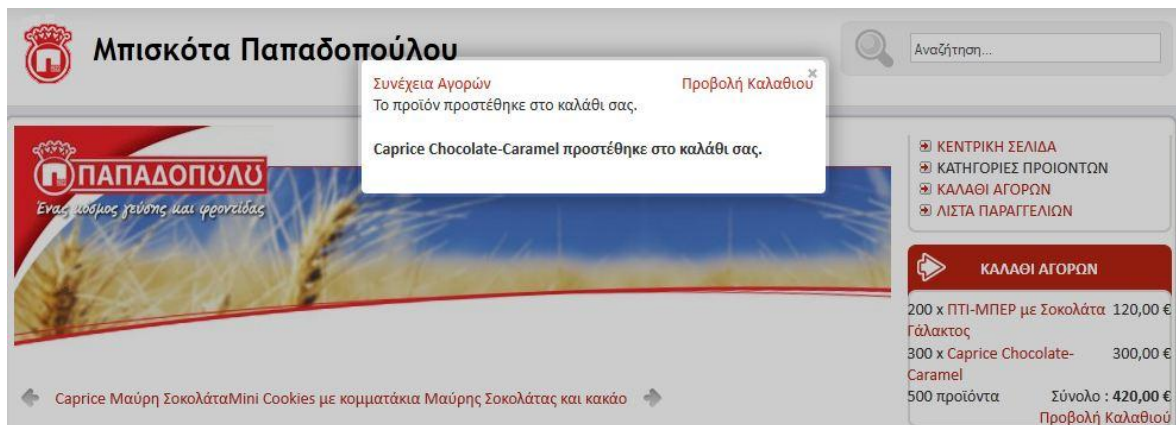 Μπισκότα Παπαδοπούλου
Αναζήτηση...
Συνέχεια Αγορών
Προβολή Καλαθιού
×
Το προϊόν προστέθηκε στο καλάθι σας.
Caprice Chocolate-Caramel προστέθηκε στο καλάθι σας.
ΠΑΠΑΔΟΠΟΥΛΟΥ
Ένας κόσμος γεύσης και φροντίδας
ΚΕΝΤΡΙΚΗ ΣΕΛΙΔΑ
ΚΑΤΗΓΟΡΙΕΣ ΠΡΟΙΟΝΤΩΝ
ΚΑΛΑΘΙ ΑΓΟΡΩΝ
ΛΙΣΤΑ ΠΑΡΑΓΓΕΛΙΩΝ
ΚΑΛΑΘΙ ΑΓΟΡΩΝ
200 x ΠΤΙ-ΜΠΕΡ με Σοκολάτα 120,00 €
Γάλακτος
300 x Caprice Chocolate- 300,00 €
Caramel
500 προϊόντα Σύνολο : 420,00 €
Προβολή Καλαθιού
Caprice Μαύρη ΣοκολάταMini Cookies με κομματάκια Μαύρης Σοκολάτας και κακάο